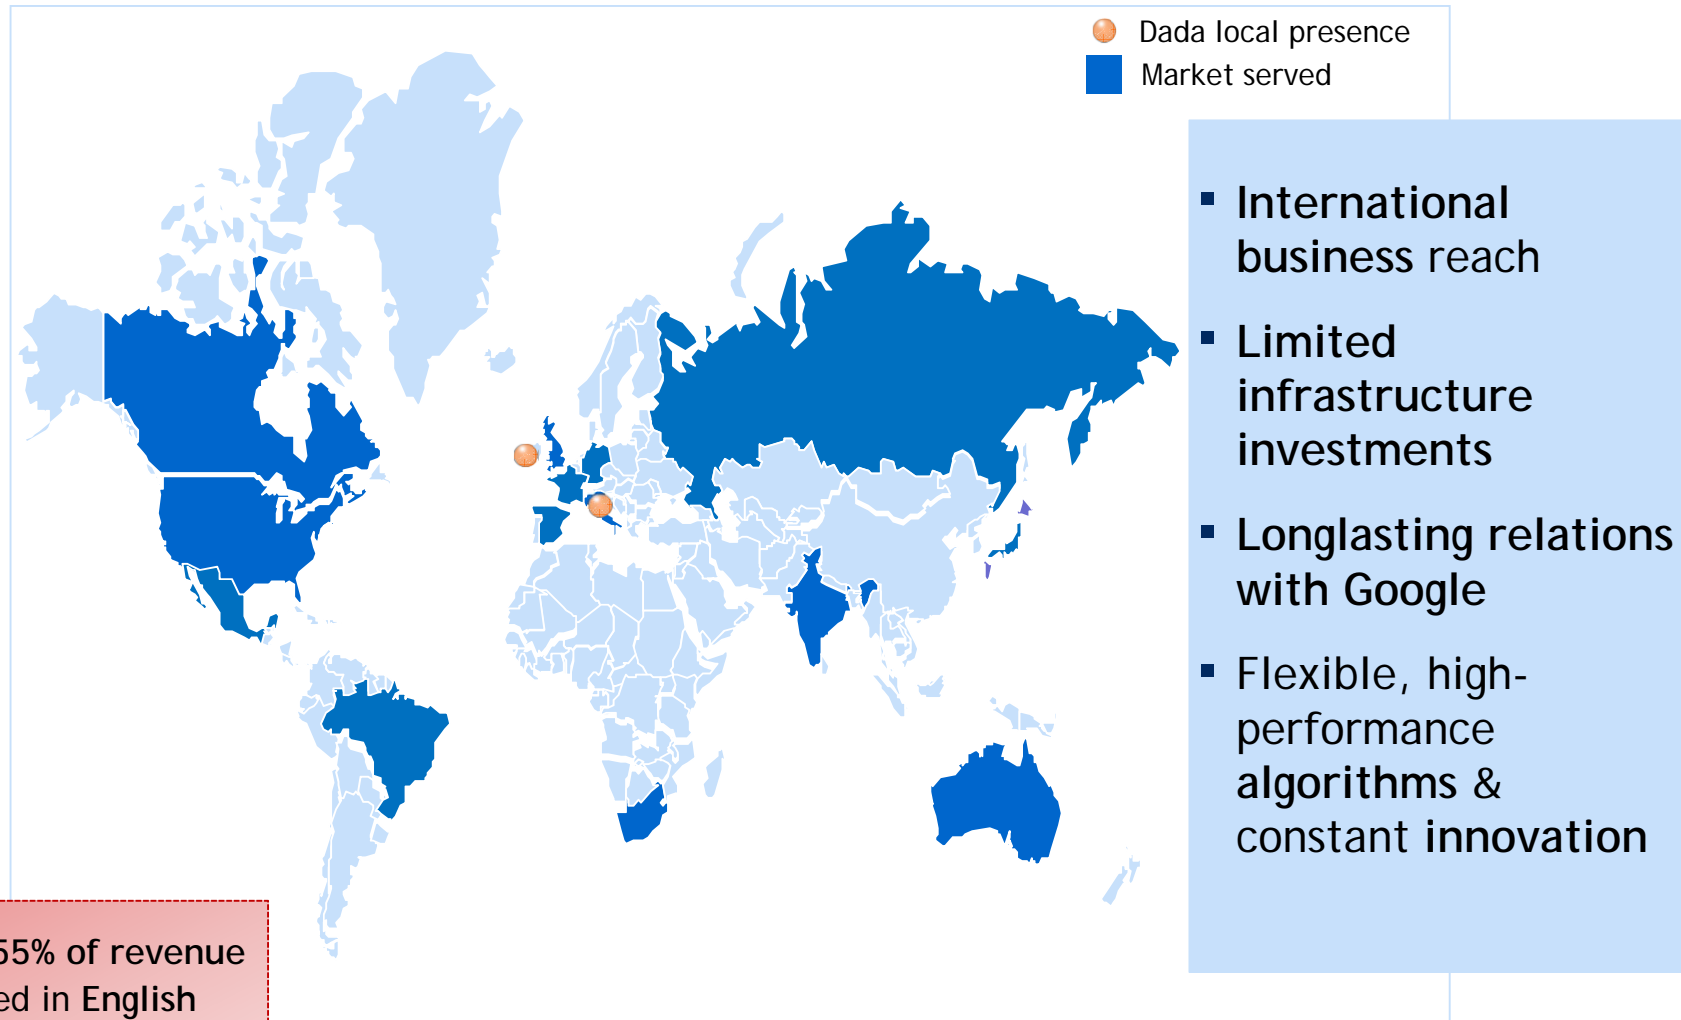 Dada local presence
Market served
▪ International
business reach
▪ Limited
infrastructure
investments
▪ Longlasting relations
with Google
▪ Flexible, high-
performance
algorithms &
constant innovation
55% of revenue
in English